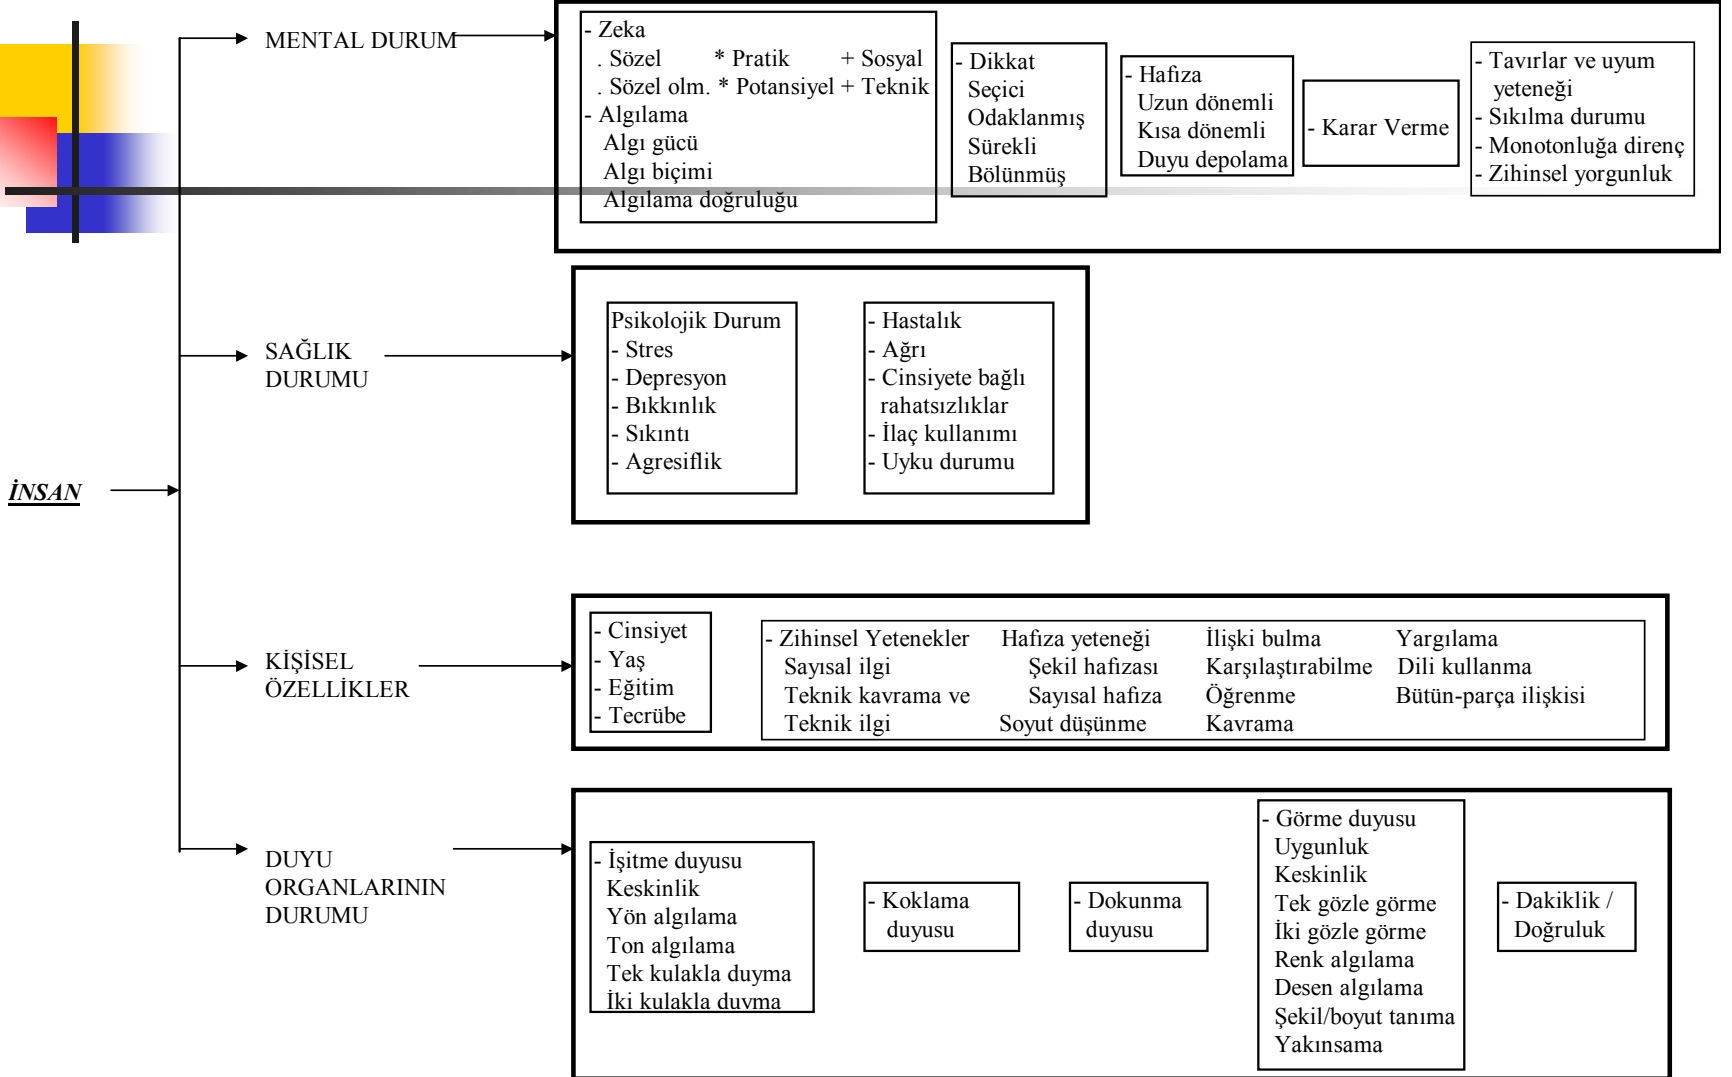 İNSAN
MENTAL DURUM
- Zeka
. Sözel * Pratik + Sosyal
. Sözel olm. * Potansiyel + Teknik
- Algılama
Algı gücü
Algı biçimi
Algılama doğruluğu
- Dikkat
Seçici
Odaklanmış
Sürekli
Bölünmüş
- Hafıza
Uzun dönemli
Kısa dönemli
Duyu depolama
- Karar Verme
- Tavırlar ve uyum
yeteneği
- Sıkılma durumu
- Monotonluğa direnç
- Zihinsel yorgunluk
SAĞLIK
DURUMU
Psikolojik Durum
- Stres
- Depresyon
- Bıkkınlık
- Sıkıntı
- Agresiflik
- Hastalık
- Ağrı
- Cinsiyete bağlı
rahatsızlıklar
- İlaç kullanımı
- Uyku durumu
KİŞİSEL
ÖZELLİKLER
- Cinsiyet
- Yaş
- Eğitim
- Tecrübe
- Zihinsel Yetenekler Hafıza yeteneği İlişki bulma Yargılama
Sayısal ilgi Şekil hafızası Karşılaştırabilme Dili kullanma
Teknik kavrama ve Sayısal hafıza Öğrenme Bütün-parça ilişkisi
Teknik ilgi Soyut düşünme Kavrama
DUYU
ORGANLARININ
DURUMU
- İşitme duyusu
Keskinlik
Yön algılama
Ton algılama
Tek kulakla duyma
İki kulakla duyma
- Koklama
duyusu
- Dokunma
duyusu
- Görme duyusu
Uygunluk
Keskinlik
Tek gözle görme
İki gözle görme
Renk algılama
Desen algılama
Şekil/boyut tanıma
Yakınsama
- Dakiklik /
Doğruluk